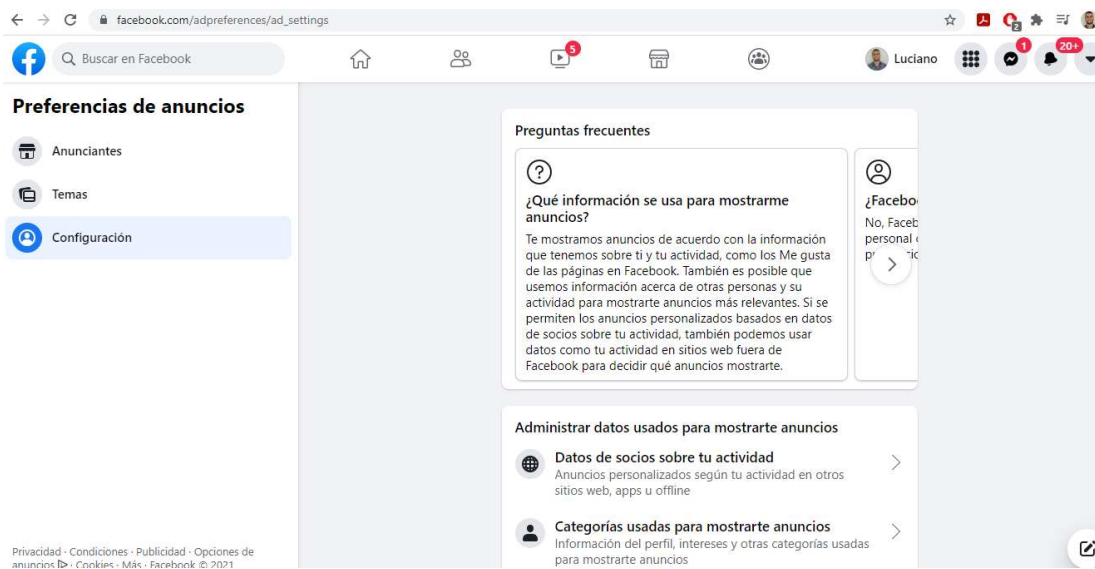 facebook.com/adpreferences/ad_settings
2
Buscar en Facebook
5
Luciano
1
20+
Preferencias de anuncios
Anunciantes
Temas
Configuración
Privacidad · Condiciones · Publicidad · Opciones de
anuncios · Cookies · Más · Facebook © 2021
Preguntas frecuentes
¿Qué información se usa para mostrarme
anuncios?
Te mostramos anuncios de acuerdo con la información
que tenemos sobre ti y tu actividad, como los Me gusta
de las páginas en Facebook. También es posible que
usemos información acerca de otras personas y su
actividad para mostrarte anuncios más relevantes. Si se
permiten los anuncios personalizados basados en datos
de socios sobre tu actividad, también podemos usar
datos como tu actividad en sitios web fuera de
Facebook para decidir qué anuncios mostrarte.
¿Facebo
No, Faceb
personal
Administrar datos usados para mostrarte anuncios
Datos de socios sobre tu actividad
Anuncios personalizados según tu actividad en otros
sitios web, apps u offline
Categorías usadas para mostrarte anuncios
Información del perfil, intereses y otras categorías usadas
para mostrarte anuncios